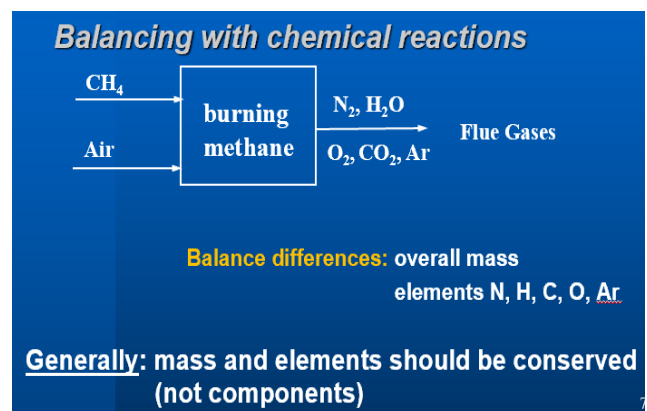 Balancing with chemical reactions
CH₄
Air
burning
methane
N₂, H₂O
O₂, CO₂, Ar
Flue Gases
Balance differences: overall mass
elements N, H, C, O, Ar
Generally: mass and elements should be conserved
(not components)
7